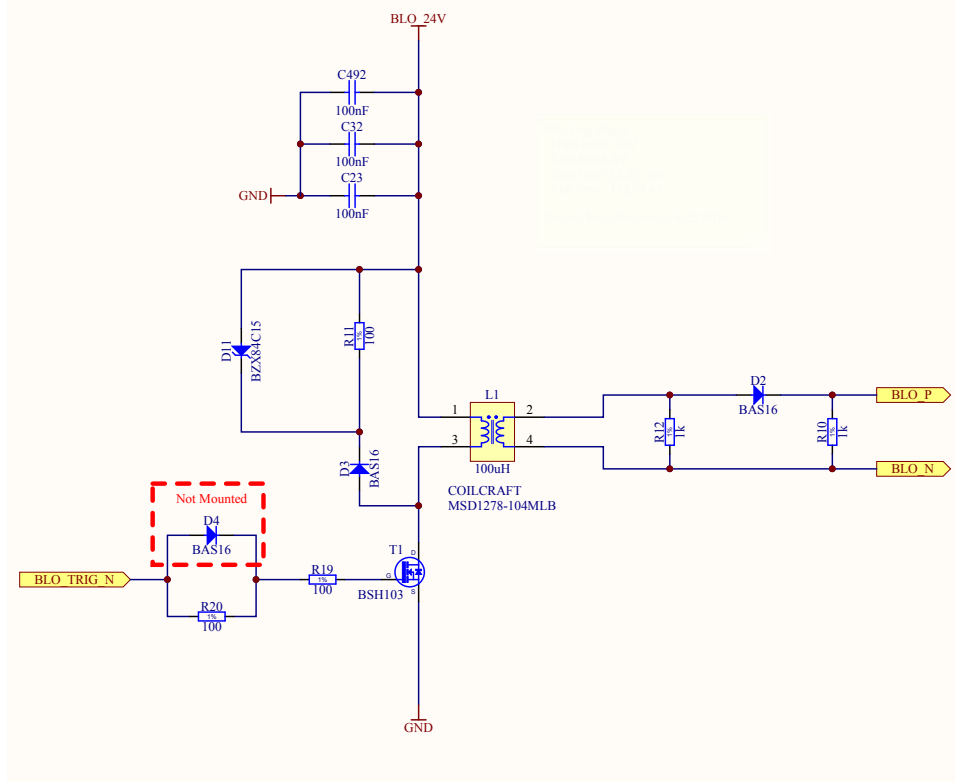 BLO_24V
C492
100nF
C32
100nF
C23
GND
100nF
D11
BZX84C15
R11
1%
100
L1
1
2
3
4
100uH
COILCRAFT
MSD1278-104MLB
D2
BAS16
R12
1%
1k
R10
1%
1k
BLO_P
BLO_N
D3
BAS16
Not Mounted
D4
BAS16
BLO_TRIG_N
R20
1%
100
R19
1%
100
T1
D
G
S
BSH103
GND